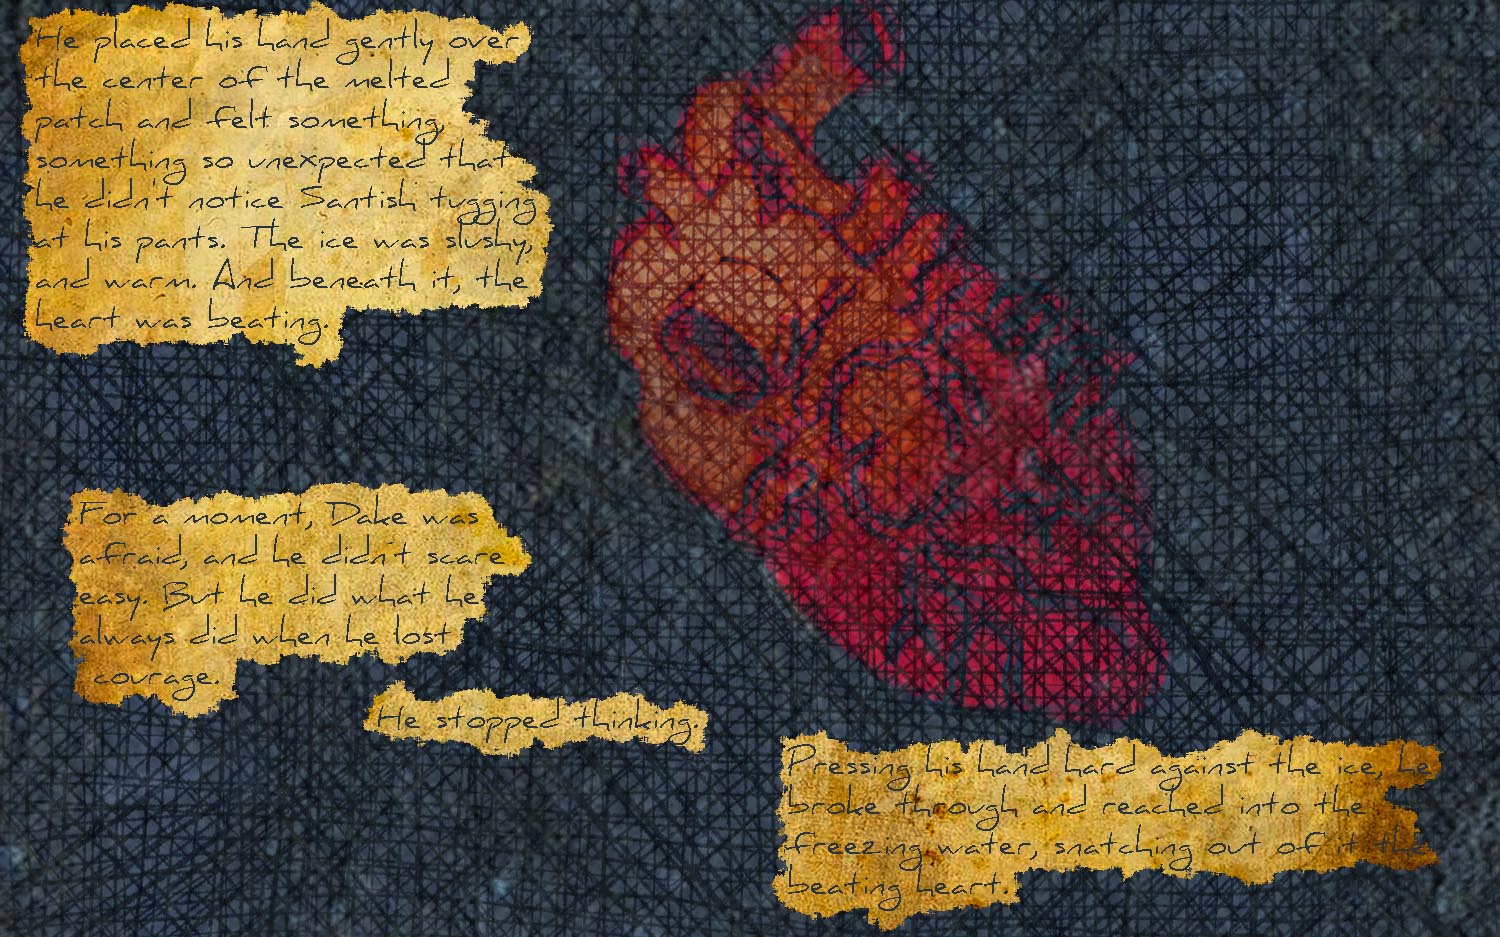 He placed his hand gently over
the center of the melted
patch and felt something,
something so unexpected that
he didn't notice Santish tugging
at his pants. The ice was slushy,
and warm. And beneath it, the
heart was beating.
For a moment, Dake was
afraid, and he didn't scare
easy. But he did what he
always did when he lost
courage.
He stopped thinking.
Pressing his hand hard against the ice, he
broke through and reached into the
freezing water, snatching out of it the
beating heart.